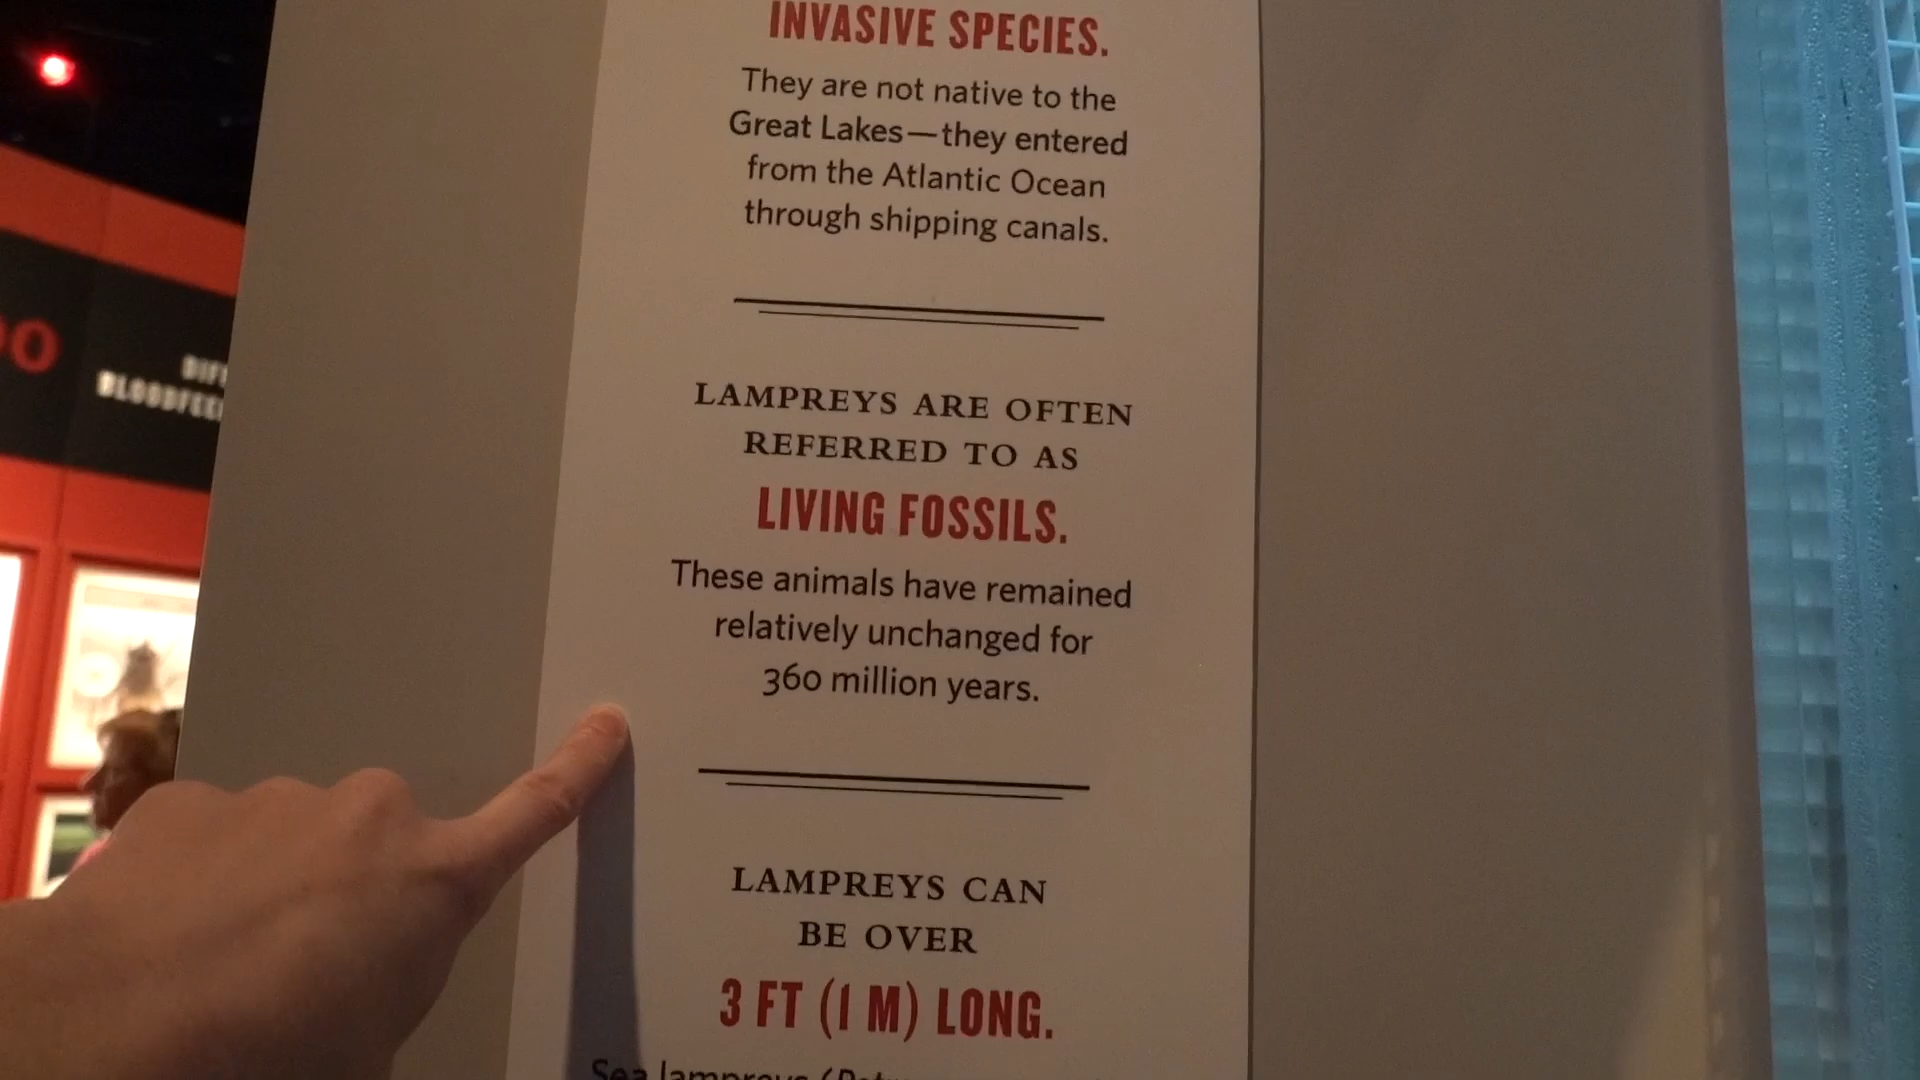 INVASIVE SPECIES.
They are not native to the
Great Lakes—they entered
from the Atlantic Ocean
through shipping canals.
LAMPREYS ARE OFTEN
REFERRED TO AS
LIVING FOSSILS.
These animals have remained
relatively unchanged for
360 million years.
LAMPREYS CAN
BE OVER
3 FT (1 M) LONG.
Sea lampreys